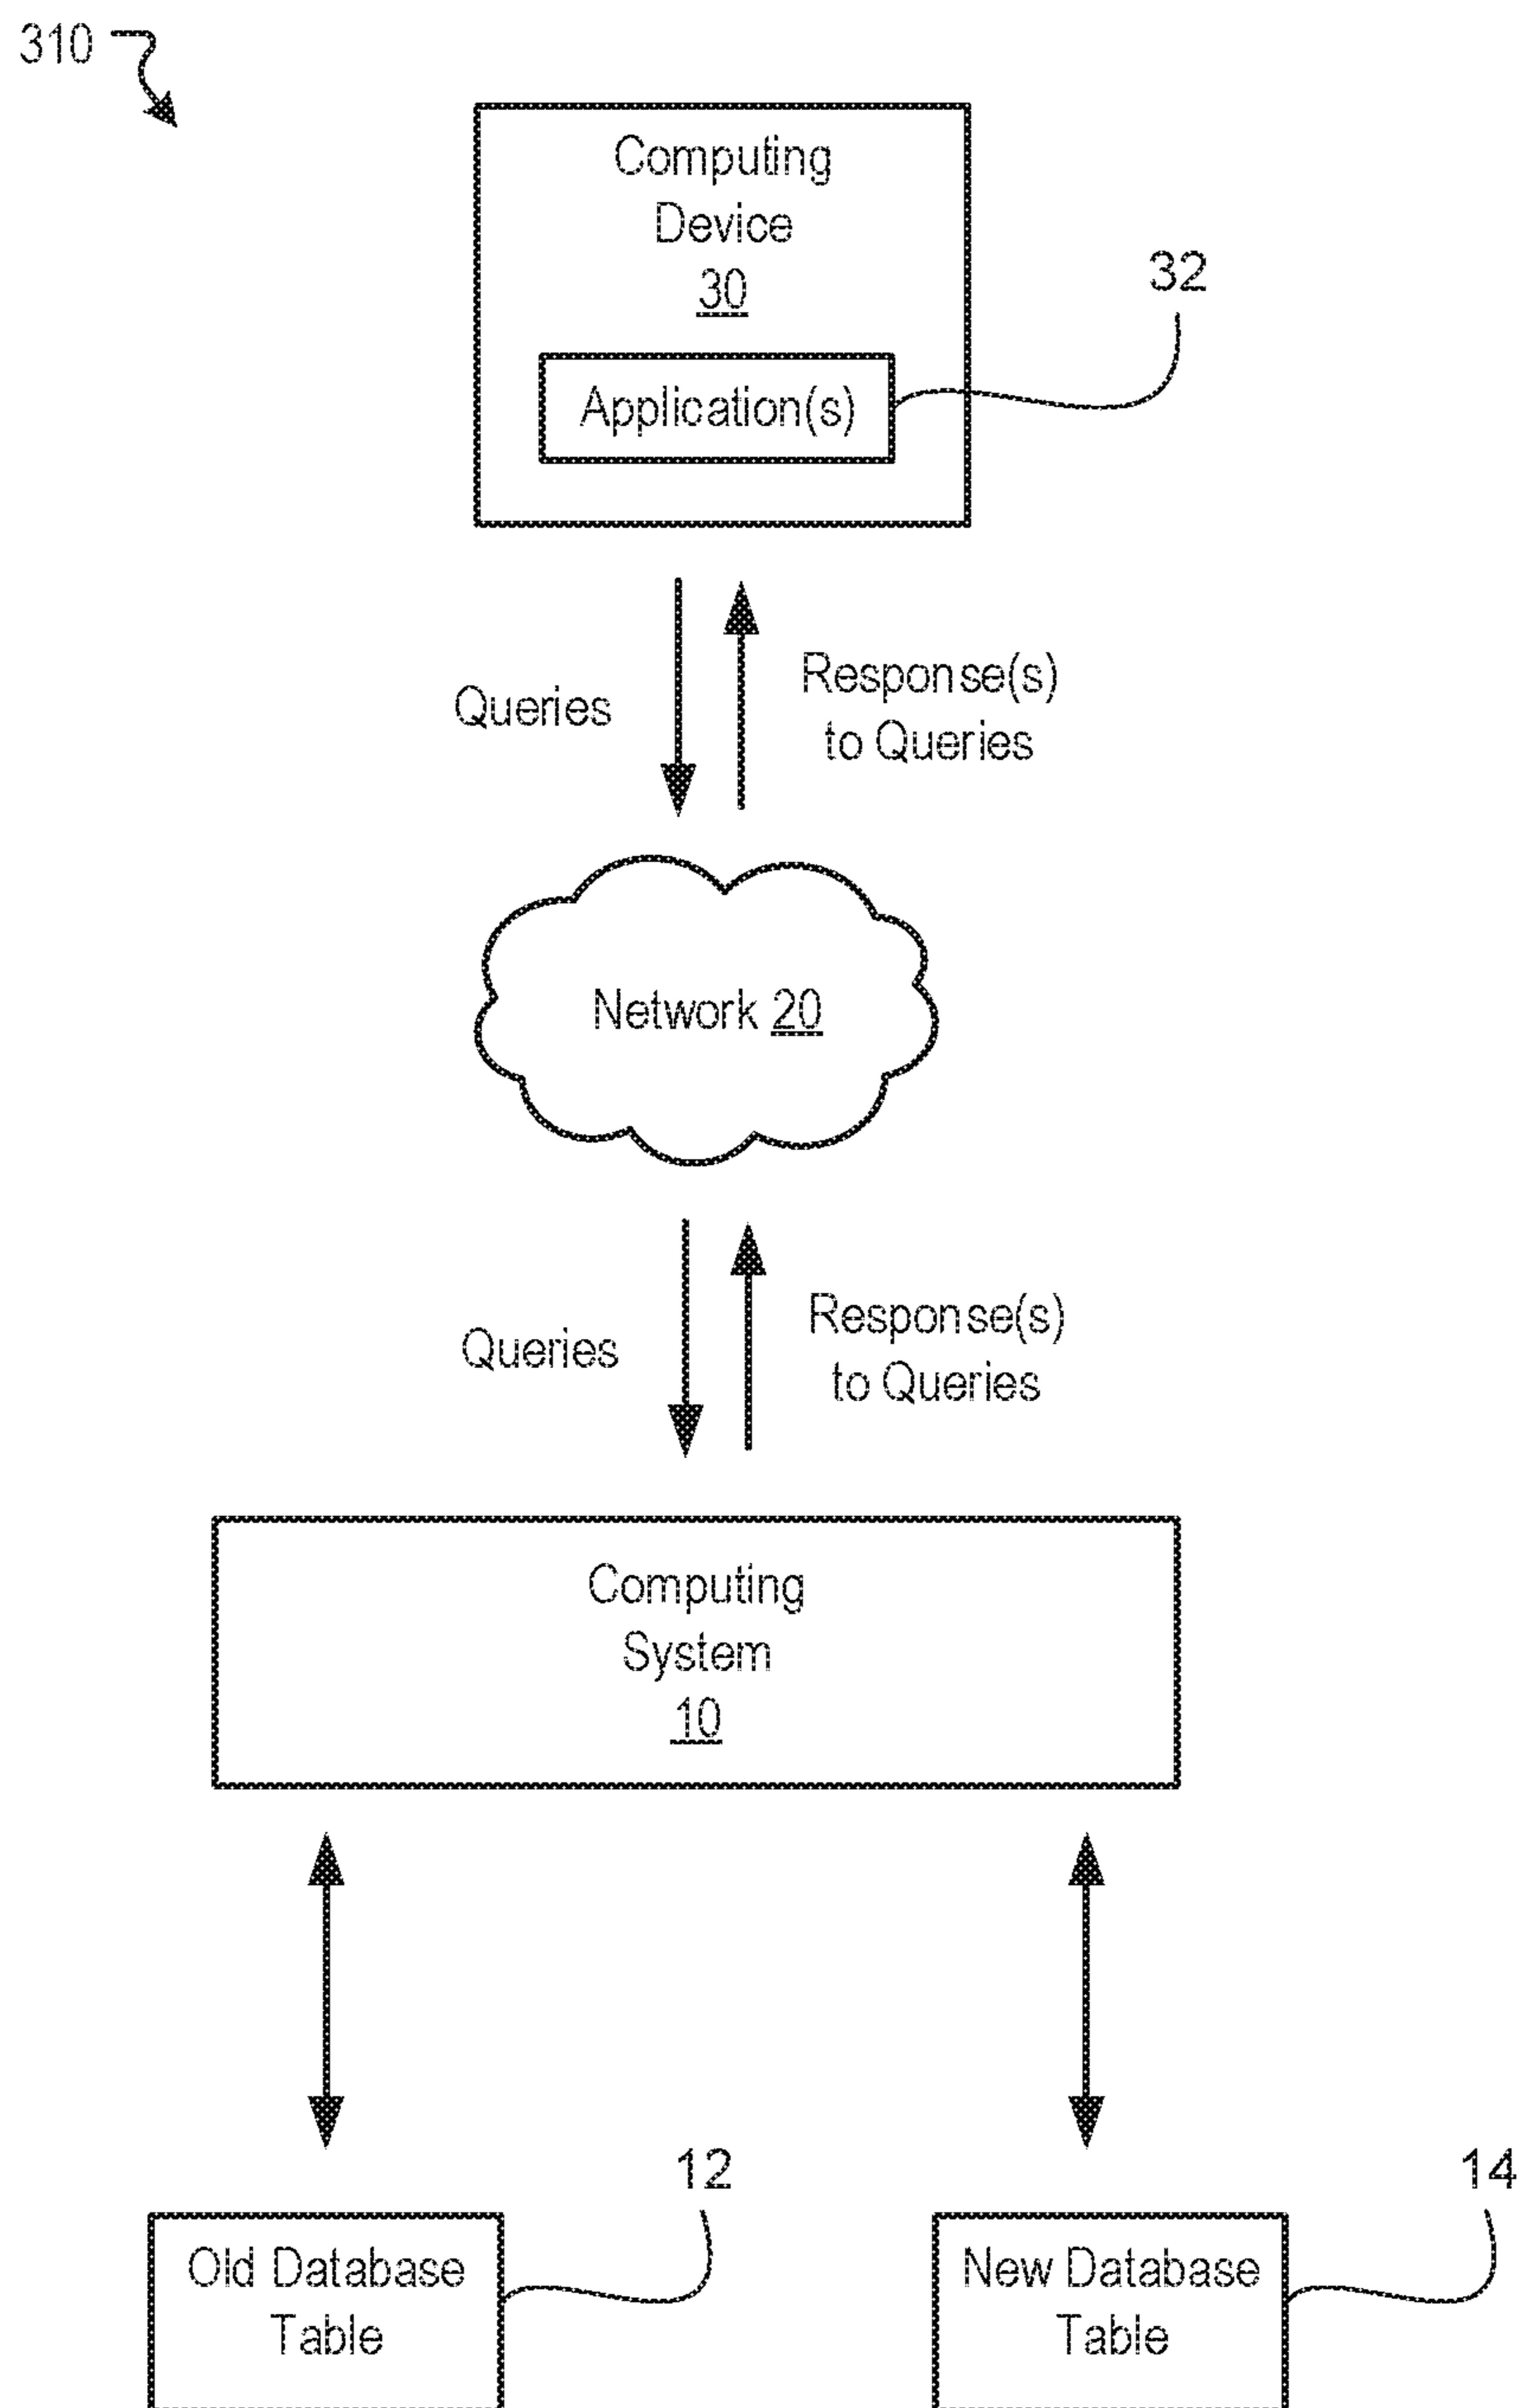 310
Computing
Device
30
32
Application(s)
Queries
Response(s)
to Queries
Network 20
Queries
Response(s)
to Queries
Computing
System
10
12
14
Old Database
Table
New Database
Table